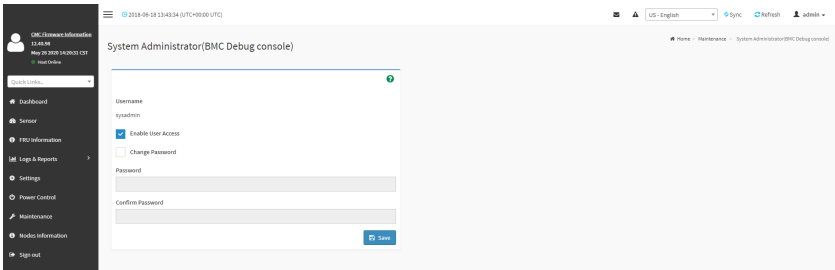 CMC Firmware Information
12.40.98
May 26 2020 14:20:31 CST
Host Online
Quick Links...
Dashboard
Sensor
FRU Information
Logs & Reports
Settings
Power Control
Maintenance
Nodes Information
Sign out
2018-06-18 13:43:34 (UTC+00:00 UTC)
US - English
Sync
Refresh
admin
System Administrator(BMC Debug console)
Home - Maintenance - System Administrator(BMC Debug console)
Username
sysadmin
Enable User Access
Change Password
Password
Confirm Password
Save